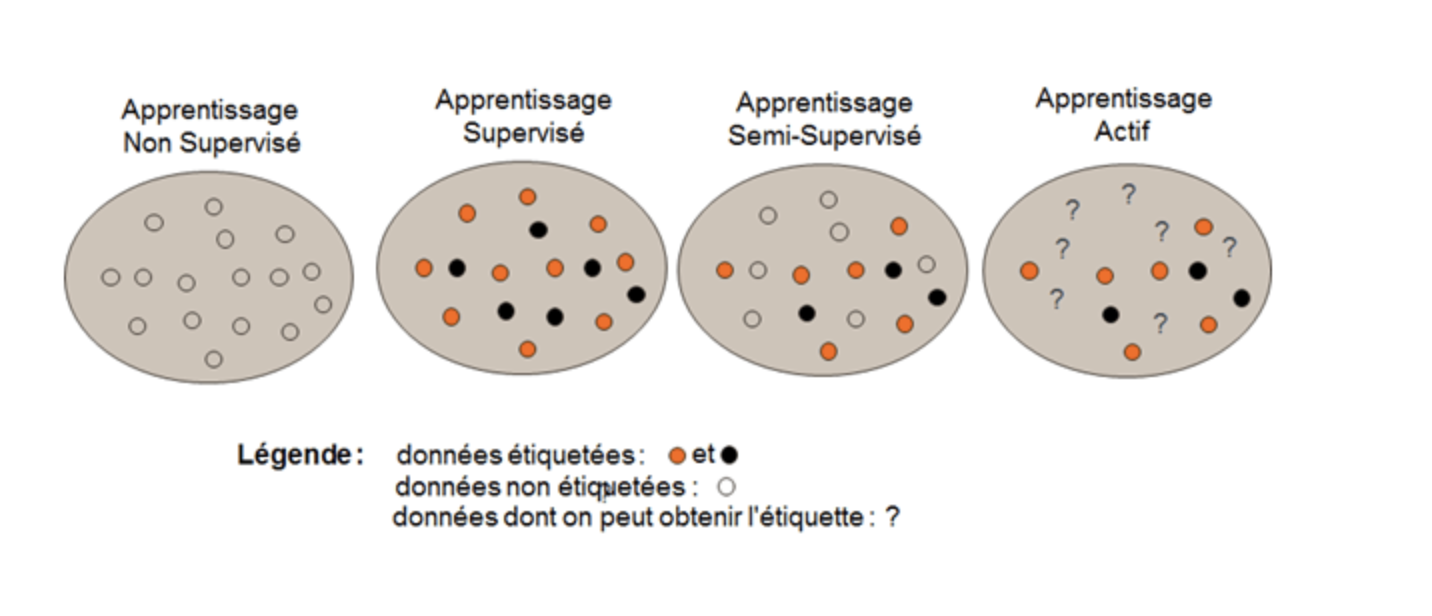 Apprentissage
Non Supervisé
Apprentissage
Supervisé
Apprentissage
Semi-Supervisé
Apprentissage
Actif
? ? ? ? ? ? ?
Légende : données étiquetées : et
données non étiquetées :
données dont on peut obtenir l'étiquette : ?